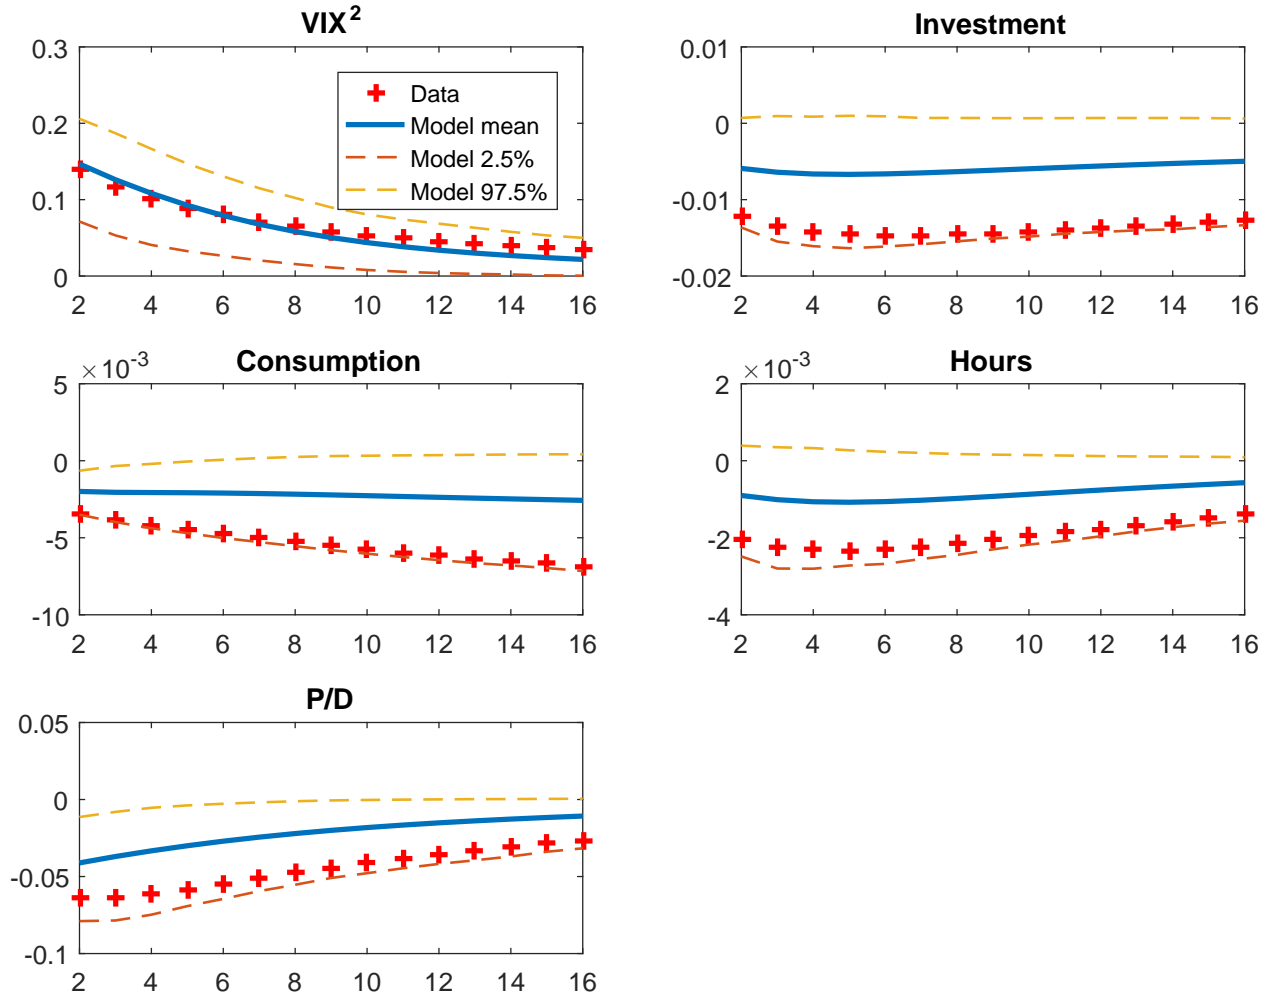 VIX²
0.3
0.2
0.1
0
2 4 6 8 10 12 14 16
Data
Model mean
Model 2.5%
Model 97.5%
Investment
0.01
0
-0.01
-0.02
2 4 6 8 10 12 14 16
Consumption
×10⁻³
5
0
-5
-10
2 4 6 8 10 12 14 16
Hours
×10⁻³
2
0
-2
-4
2 4 6 8 10 12 14 16
P/D
0.05
0
-0.05
-0.1
2 4 6 8 10 12 14 16